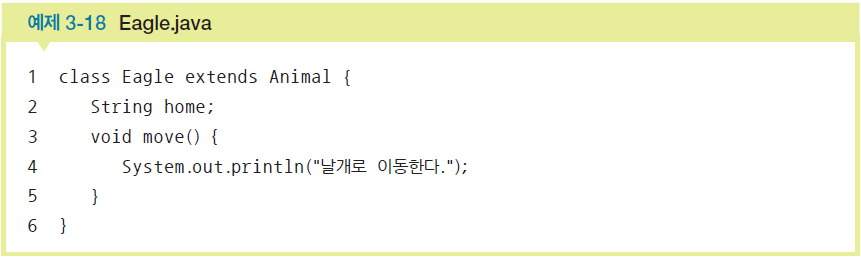 예제 3-18 Eagle.java
1 class Eagle extends Animal {
2 String home;
3 void move() {
4 System.out.println("날개로 이동한다.");
5 }
6 }